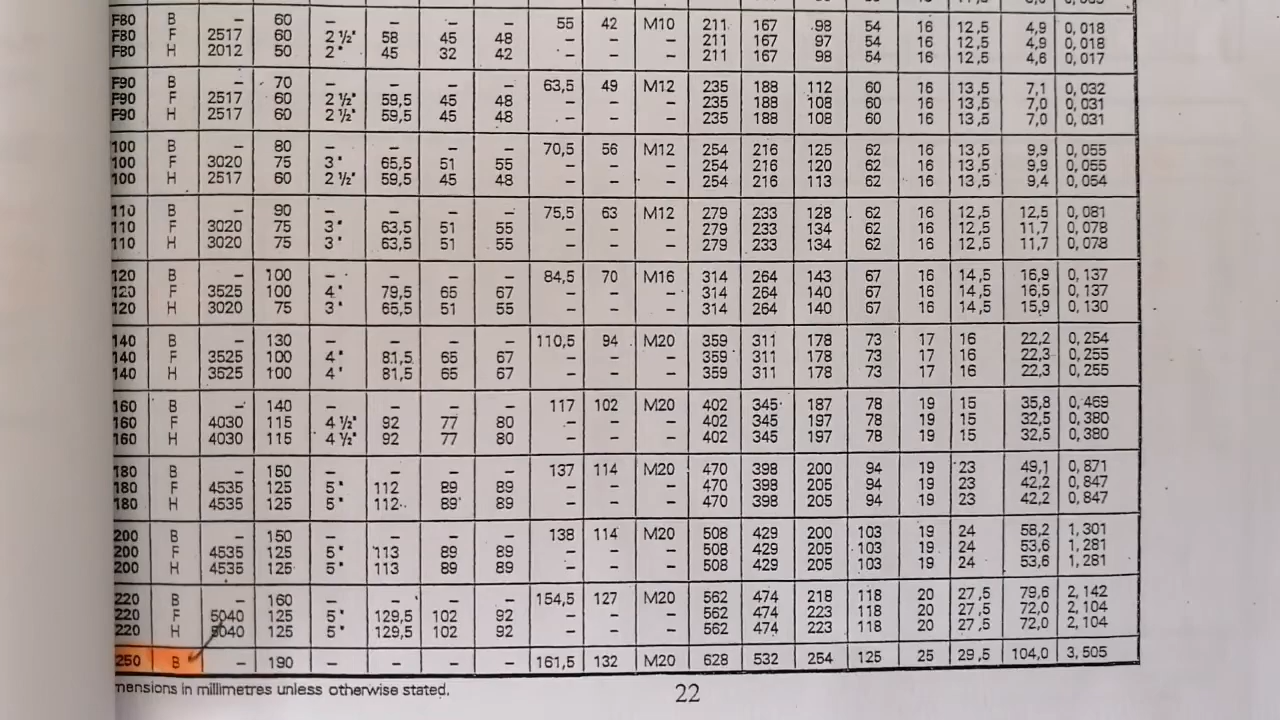 F80 B – 60 – – – – 55 42 M10 211 167 98 54 16 12,5 4,9 0,018
F80 F 2517 60 2 ½" 58 45 48 – – – 211 167 97 54 16 12,5 4,9 0,018
F80 H 2012 50 2" 45 32 42 – – – 211 167 98 54 16 12,5 4,6 0,017
F90 B – 70 – – – – 63,5 49 M12 235 188 112 60 16 13,5 7,1 0,032
F90 F 2517 60 2 ½" 59,5 45 48 – – – 235 188 108 60 16 13,5 7,0 0,031
F90 H 2517 60 2 ½" 59,5 45 48 – – – 235 188 108 60 16 13,5 7,0 0,031
100 B – 80 – – – – 70,5 56 M12 254 216 125 62 16 13,5 9,9 0,055
100 F 3020 75 3" 65,5 51 55 – – – 254 216 120 62 16 13,5 9,9 0,055
100 H 2517 60 2 ½" 59,5 45 48 – – – 254 216 113 62 16 13,5 9,4 0,054
110 B – 90 – – – – 75,5 63 M12 279 233 128 62 16 12,5 12,5 0,081
110 F 3020 75 3" 63,5 51 55 – – – 279 233 134 62 16 12,5 11,7 0,078
110 H 3020 75 3" 63,5 51 55 – – – 279 233 134 62 16 12,5 11,7 0,078
120 B – 100 – – – – 84,5 70 M16 314 264 143 67 16 14,5 16,9 0,137
120 F 3525 100 4" 79,5 65 67 – – – 314 264 140 67 16 14,5 16,5 0,137
120 H 3020 75 3" 65,5 51 55 – – – 314 264 140 67 16 14,5 15,9 0,130
140 B – 130 – – – – 110,5 94 M20 359 311 178 73 17 16 22,2 0,254
140 F 3525 100 4" 81,5 65 67 – – – 359 311 178 73 17 16 22,3 0,255
140 H 3525 100 4" 81,5 65 67 – – – 359 311 178 73 17 16 22,3 0,255
160 B – 140 – – – – 117 102 M20 402 345 187 78 19 15 35,8 0,469
160 F 4030 115 4 ½" 92 77 80 – – – 402 345 197 78 19 15 32,5 0,380
160 H 4030 115 4 ½" 92 77 80 – – – 402 345 197 78 19 15 32,5 0,380
180 B – 150 – – – – 137 114 M20 470 398 200 94 19 23 49,1 0,871
180 F 4535 125 5" 112 89 89 – – – 470 398 205 94 19 23 42,2 0,847
180 H 4535 125 5" 112 89 89 – – – 470 398 205 94 19 23 42,2 0,847
200 B – 150 – – – – 138 114 M20 508 429 200 103 19 24 58,2 1,301
200 F 4535 125 5" 113 89 89 – – – 508 429 205 103 19 24 53,6 1,281
200 H 4535 125 5" 113 89 89 – – – 508 429 205 103 19 24 53,6 1,281
220 B – 160 – – – – 154,5 127 M20 562 474 218 118 20 27,5 79,6 2,142
220 F 5040 125 5" 129,5 102 92 – – – 562 474 223 118 20 27,5 72,0 2,104
220 H 5040 125 5" 129,5 102 92 – – – 562 474 223 118 20 27,5 72,0 2,104
250 B – 190 – – – – 161,5 132 M20 628 532 254 125 25 29,5 104,0 3,505
mensions in millimetres unless otherwise stated.
22